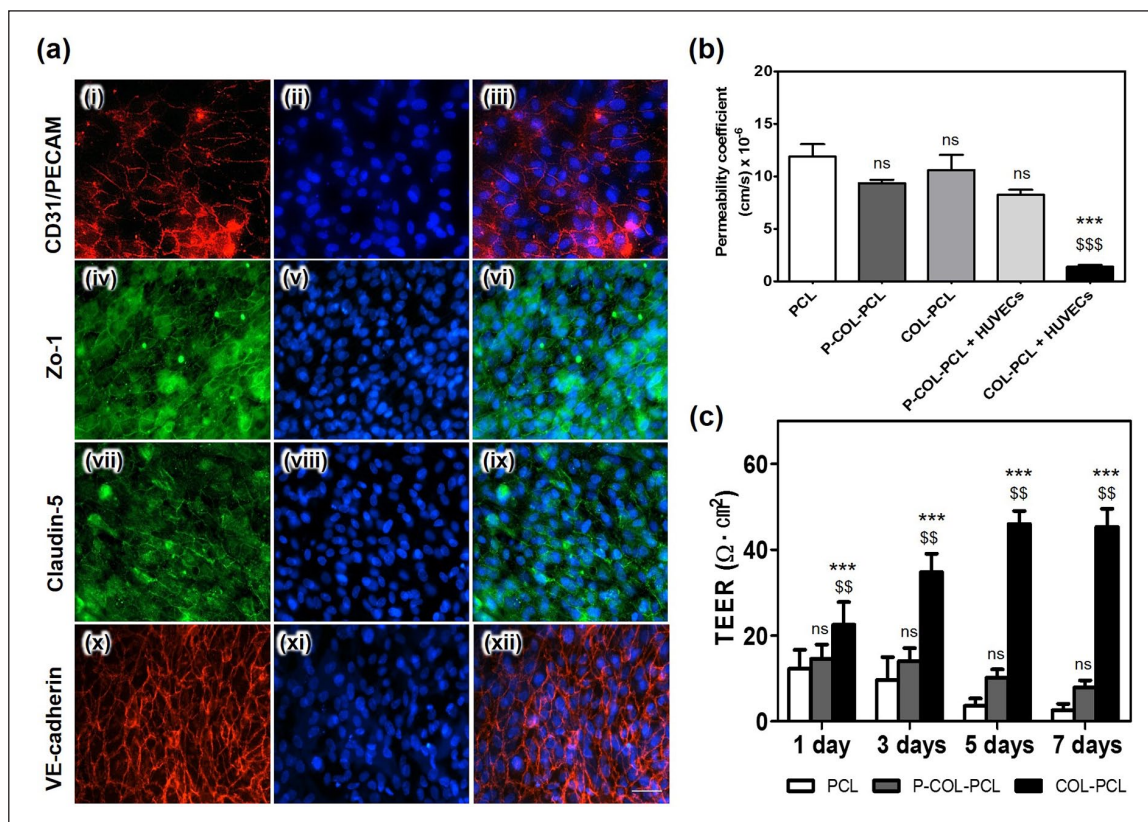 (a)
(i)
(ii)
(iii)
CD31/PECAM
(iv)
(v)
(vi)
Zo-1
(vii)
(viii)
(ix)
Claudin-5
(x)
(xi)
(xii)
VE-cadherin
(b)
Permeability coefficient
(cm/s) x 10⁻⁶
20
15
10
5
0
ns
ns
ns
***
$$$
PCL
P-COL-PCL
COL-PCL
P-COL-PCL + HUVECs
COL-PCL + HUVECs
(c)
TEER (Ω· ㎠)
60
40
20
0
ns
***
$$
ns
***
$$
ns
***
$$
ns
***
$$
1 day
3 days
5 days
7 days
PCL
P-COL-PCL
COL-PCL